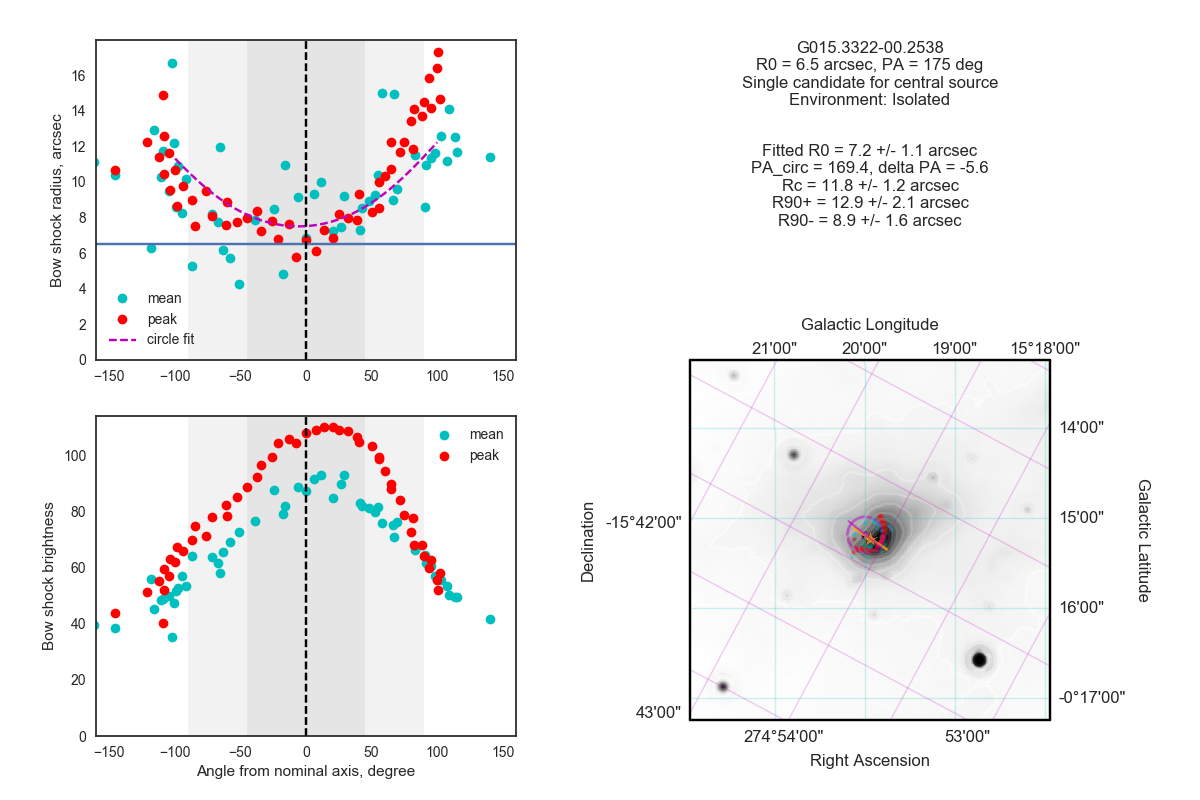 16
14
12
10
8
6
4
2
0
Bow shock radius, arcsec
mean
peak
circle fit
−150 −100 −50 0 50 100 150
100
80
60
40
20
0
Bow shock brightness
mean
peak
−150 −100 −50 0 50 100 150
Angle from nominal axis, degree
G015.3322-00.2538
R0 = 6.5 arcsec, PA = 175 deg
Single candidate for central source
Environment: Isolated
Fitted R0 = 7.2 +/- 1.1 arcsec
PA_circ = 169.4, delta PA = -5.6
Rc = 11.8 +/- 1.2 arcsec
R90+ = 12.9 +/- 2.1 arcsec
R90- = 8.9 +/- 1.6 arcsec
Galactic Longitude
21'00" 20'00" 19'00" 15°18'00"
14'00"
15'00"
16'00"
-0°17'00"
Galactic Latitude
-15°42'00"
43'00"
Declination
274°54'00" 53'00"
Right Ascension